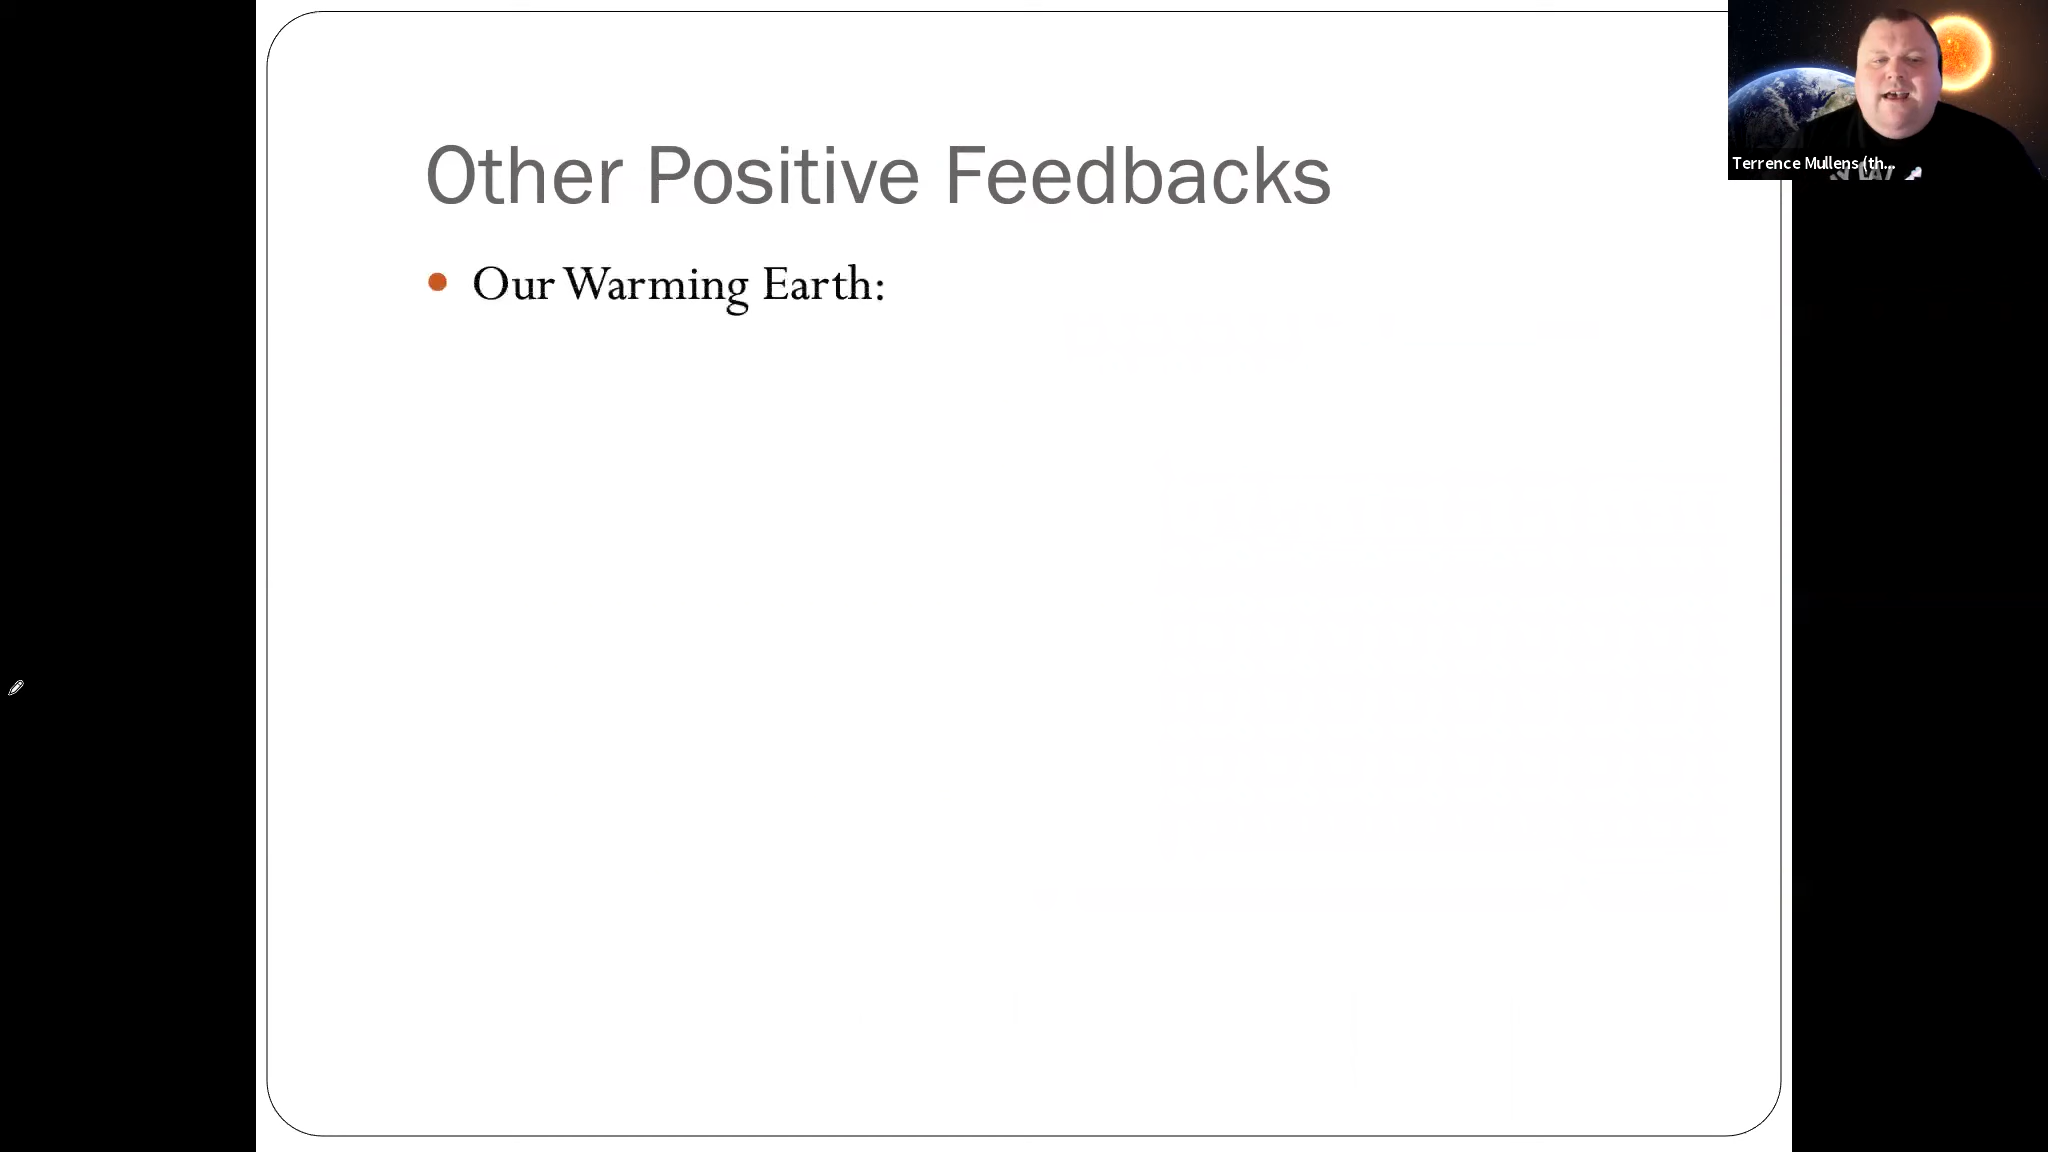 Other Positive Feedbacks
Our Warming Earth:
Terrence Mullens (th...